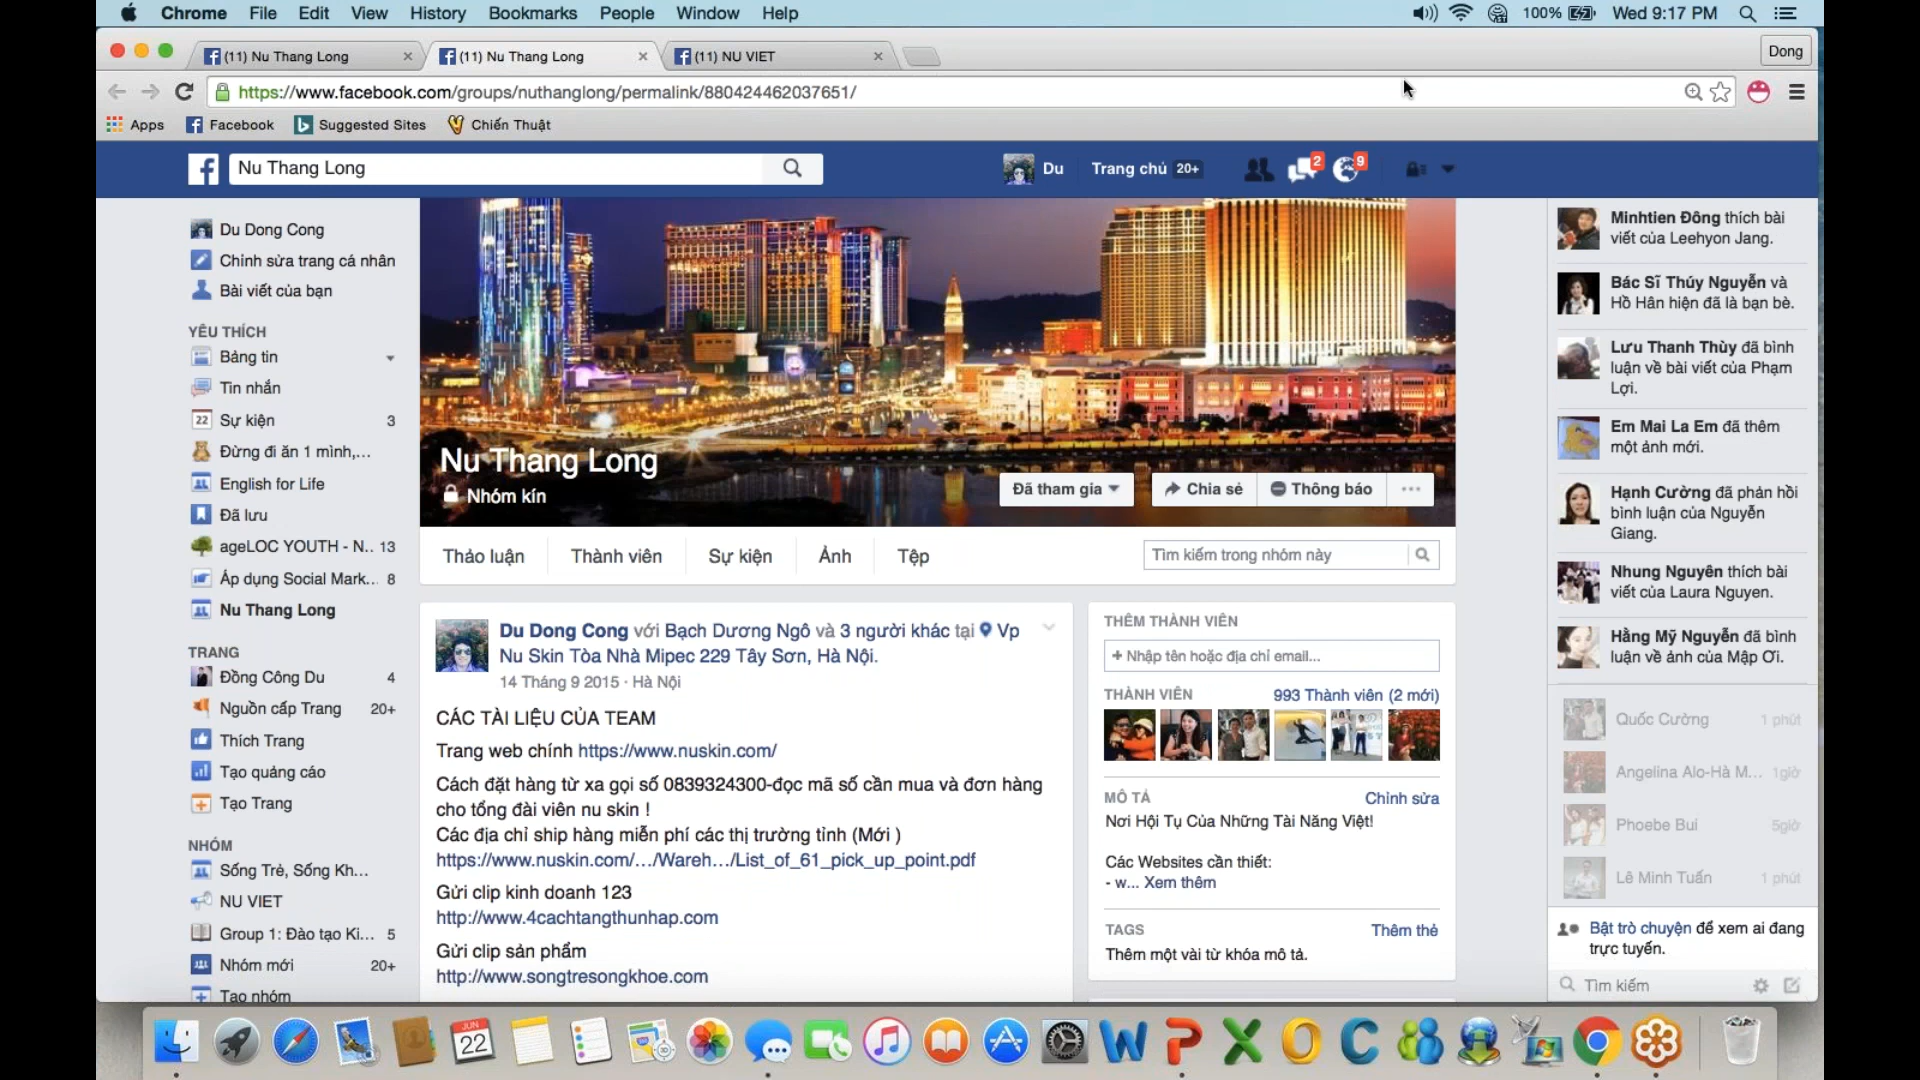 Chrome File Edit View History Bookmarks People Window Help
100% Wed 9:17 PM
(11) Nu Thang Long
(11) Nu Thang Long
(11) NU VIET
Dong
https://www.facebook.com/groups/nuthanglong/permalink/880424462037651/
Apps Facebook Suggested Sites Chiến Thuật
Nu Thang Long
Du Trang chủ 20+ 2 9
Du Dong Cong
Chỉnh sửa trang cá nhân
Bài viết của bạn
YÊU THÍCH
Bảng tin
Tin nhắn
Sự kiện 3
Đừng đi ăn 1 mình,...
English for Life
Đã lưu
ageLOC YOUTH - N.. 13
Áp dụng Social Mark... 8
Nu Thang Long
TRANG
Đồng Công Du 4
Nguồn cấp Trang 20+
Thích Trang
Tạo quảng cáo
Tạo Trang
NHÓM
Sống Trẻ, Sống Kh...
NU VIET
Group 1: Đào tạo Ki... 5
Nhóm mới 20+
Tạo nhóm
Nu Thang Long
Nhóm kín
Đã tham gia Chia sẻ Thông báo ...
Thảo luận Thành viên Sự kiện Ảnh Tệp
Tìm kiếm trong nhóm này
Du Dong Cong với Bạch Dương Ngô và 3 người khác tại Vp
Nu Skin Tòa Nhà Mipec 229 Tây Sơn, Hà Nội.
14 Tháng 9 2015 · Hà Nội
CÁC TÀI LIỆU CỦA TEAM
Trang web chính https://www.nuskin.com/
Cách đặt hàng từ xa gọi số 0839324300-đọc mã số cần mua và đơn hàng
cho tổng đài viên nu skin !
Các địa chỉ ship hàng miễn phí các thị trường tỉnh (Mới )
https://www.nuskin.com/.../Wareh.../List_of_61_pick_up_point.pdf
Gửi clip kinh doanh 123
http://www.4cachtangthunhap.com
Gửi clip sản phẩm
http://www.songtresongkhoe.com
THÊM THÀNH VIÊN
+ Nhập tên hoặc địa chỉ email...
THÀNH VIÊN 993 Thành viên (2 mới)
MÔ TẢ Chỉnh sửa
Nơi Hội Tụ Của Những Tài Năng Việt!
Các Websites cần thiết:
- w... Xem thêm
TAGS Thêm thẻ
Thêm một vài từ khóa mô tả.
Minhtien Đông thích bài
viết của Leehyon Jang.
Bác Sĩ Thúy Nguyễn và
Hồ Hân hiện đã là bạn bè.
Lưu Thanh Thùy đã bình
luận về bài viết của Phạm
Lợi.
Em Mai La Em đã thêm
một ảnh mới.
Hạnh Cường đã phản hồi
bình luận của Nguyễn
Giang.
Nhung Nguyên thích bài
viết của Laura Nguyen.
Hằng Mỹ Nguyễn đã bình
luận về ảnh của Mập Ơi.
Quốc Cường 1 phút
Angelina Alo-Hà M... 1giờ
Phoebe Bui 5giờ
Lê Minh Tuấn 1 phút
Bật trò chuyện để xem ai đang
trực tuyến.
Tìm kiếm
JUN
22